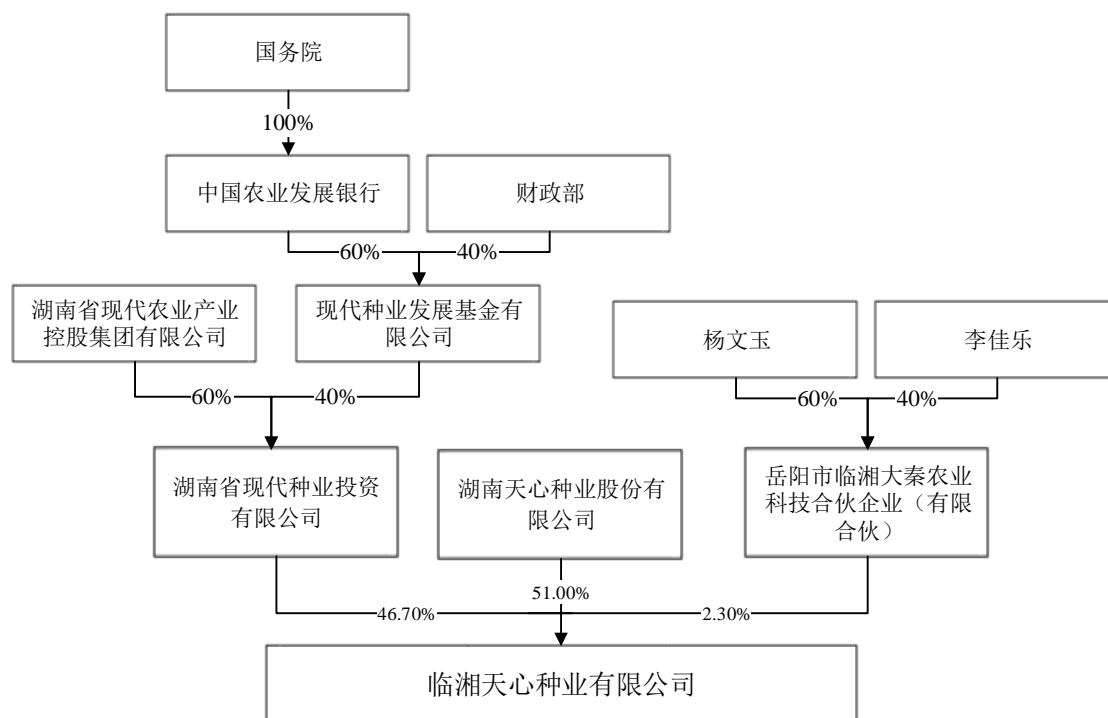 国务院
100%
中国农业发展银行
财政部
60%
40%
湖南省现代农业产业
控股集团有限公司
现代种业发展基金有
限公司
杨文玉
李佳乐
60%
40%
60%
40%
湖南省现代种业投资
有限公司
湖南天心种业股份有
限公司
岳阳市临湘大秦农业
科技合伙企业（有限
合伙）
51.00%
46.70%
2.30%
临湘天心种业有限公司